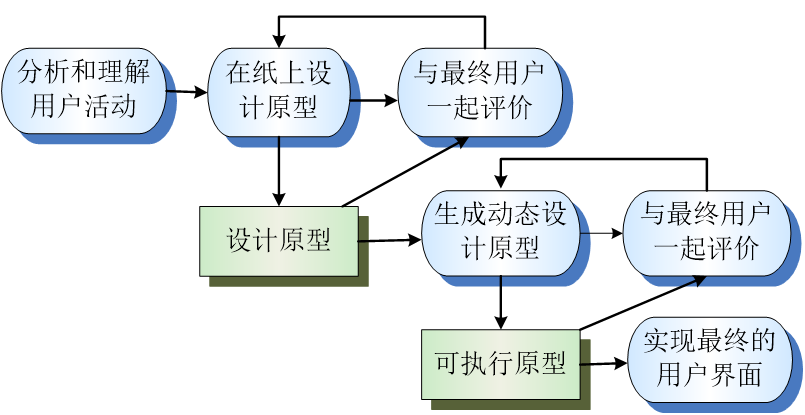 分析和理解
用户活动
在纸上设
计原型
与最终用户
一起评价
设计原型
生成动态设
计原型
与最终用户
一起评价
可执行原型
实现最终的
用户界面